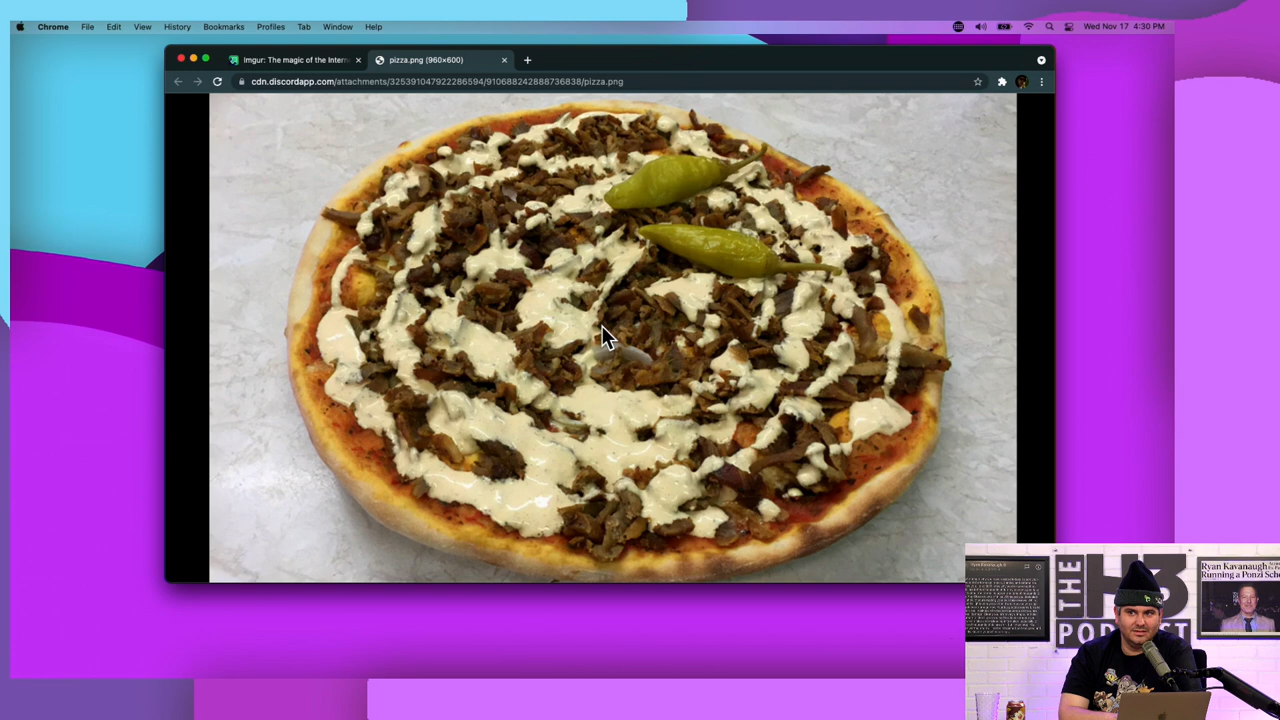 Chrome File Edit View History Bookmarks Profiles Tab Window Help Wed Nov 17 4:30 PM
Imgur: The magic of the Intern pizza.png (960×600)
cdn.discordapp.com/attachments/325391047922286594/910688242888736838/pizza.png
THE H3 PODCAST
Ryan Kavanaugh
Running a Ponzi Sche